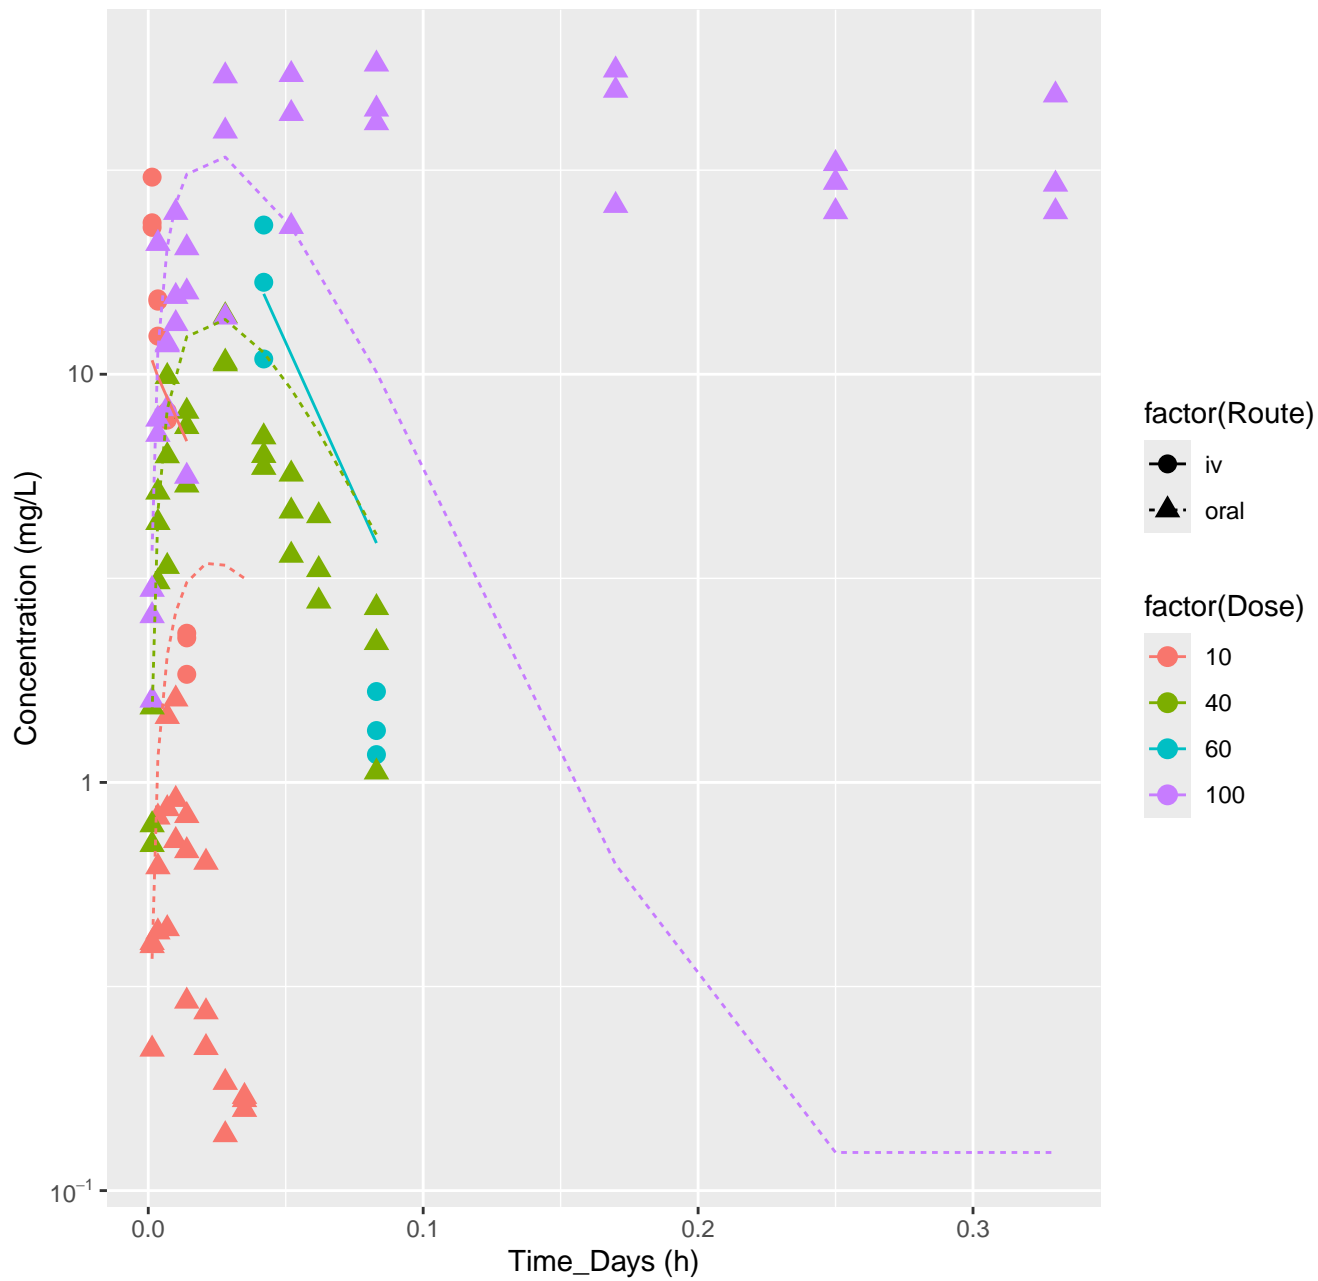 10
1
10⁻¹
0.0
0.1
0.2
0.3
Time_Days (h)
Concentration (mg/L)
factor(Route)
iv
oral
factor(Dose)
10
40
60
100